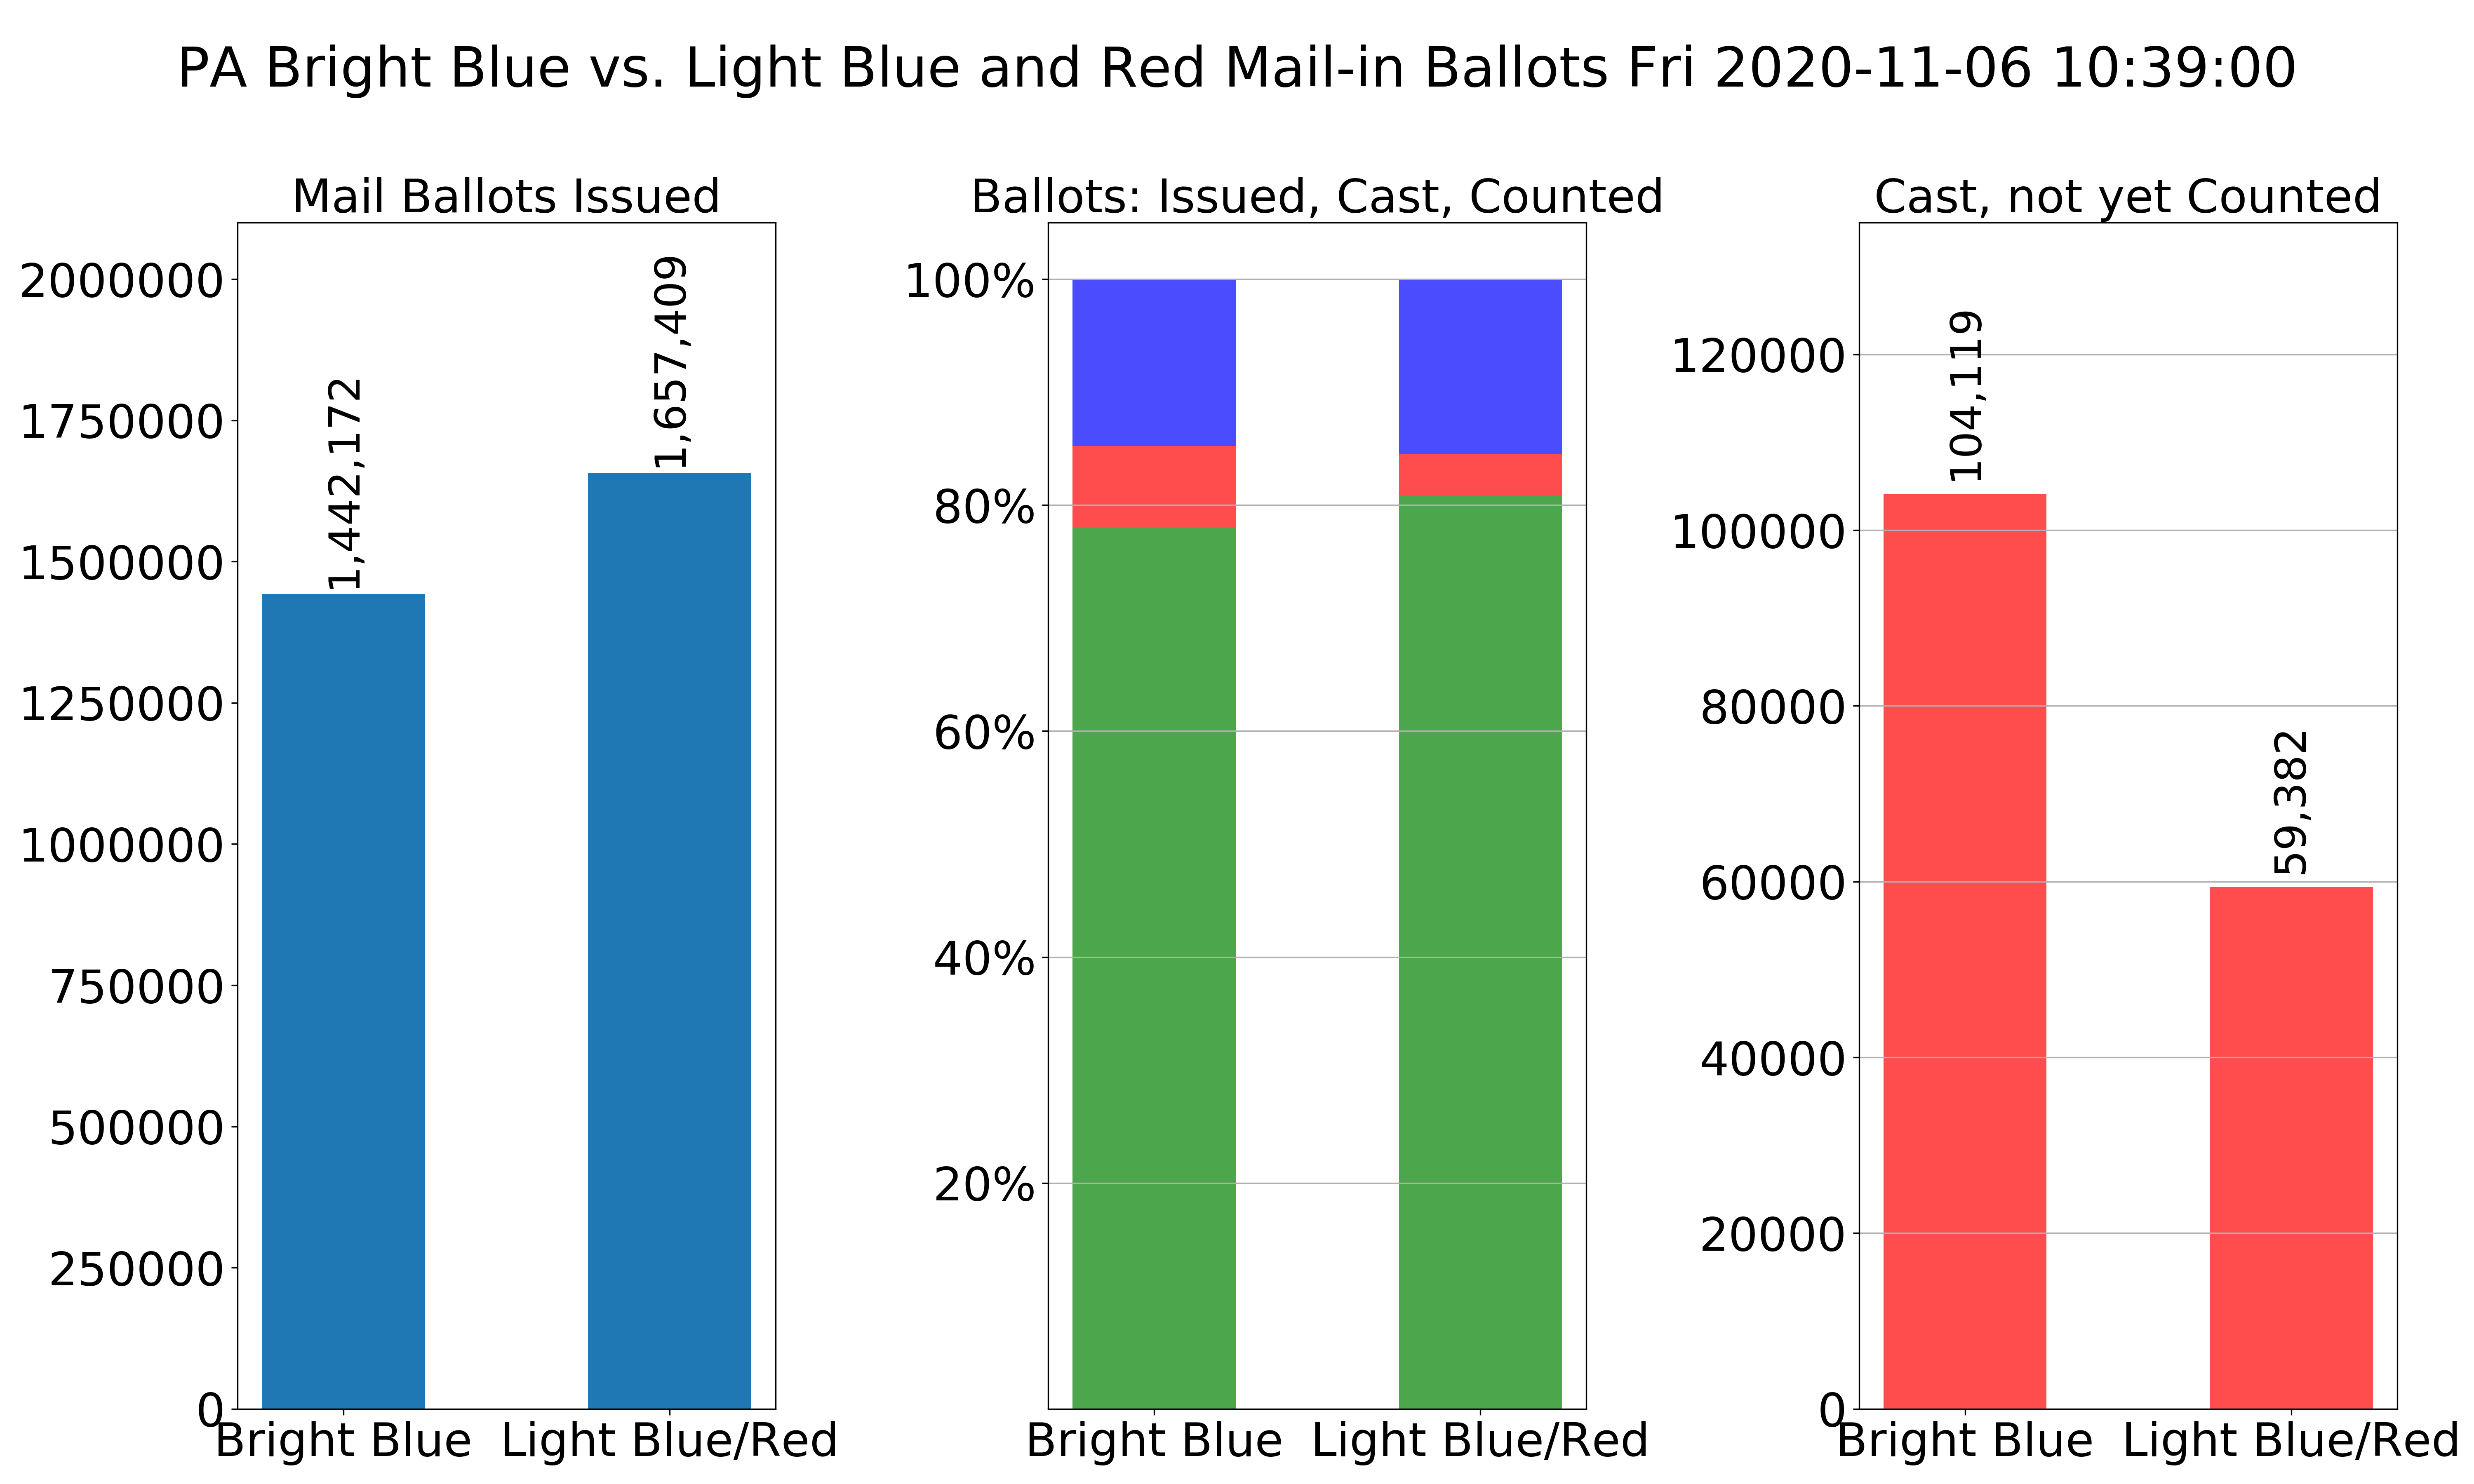 PA Bright Blue vs. Light Blue and Red Mail-in Ballots Fri 2020-11-06 10:39:00
Mail Ballots Issued
2000000
1750000
1500000
1250000
1000000
750000
500000
250000
0
1,442,172
1,657,409
Bright Blue
Light Blue/Red
Ballots: Issued, Cast, Counted
100%
80%
60%
40%
20%
Bright Blue
Light Blue/Red
Cast, not yet Counted
120000
100000
80000
60000
40000
20000
0
104,119
59,382
Bright Blue
Light Blue/Red